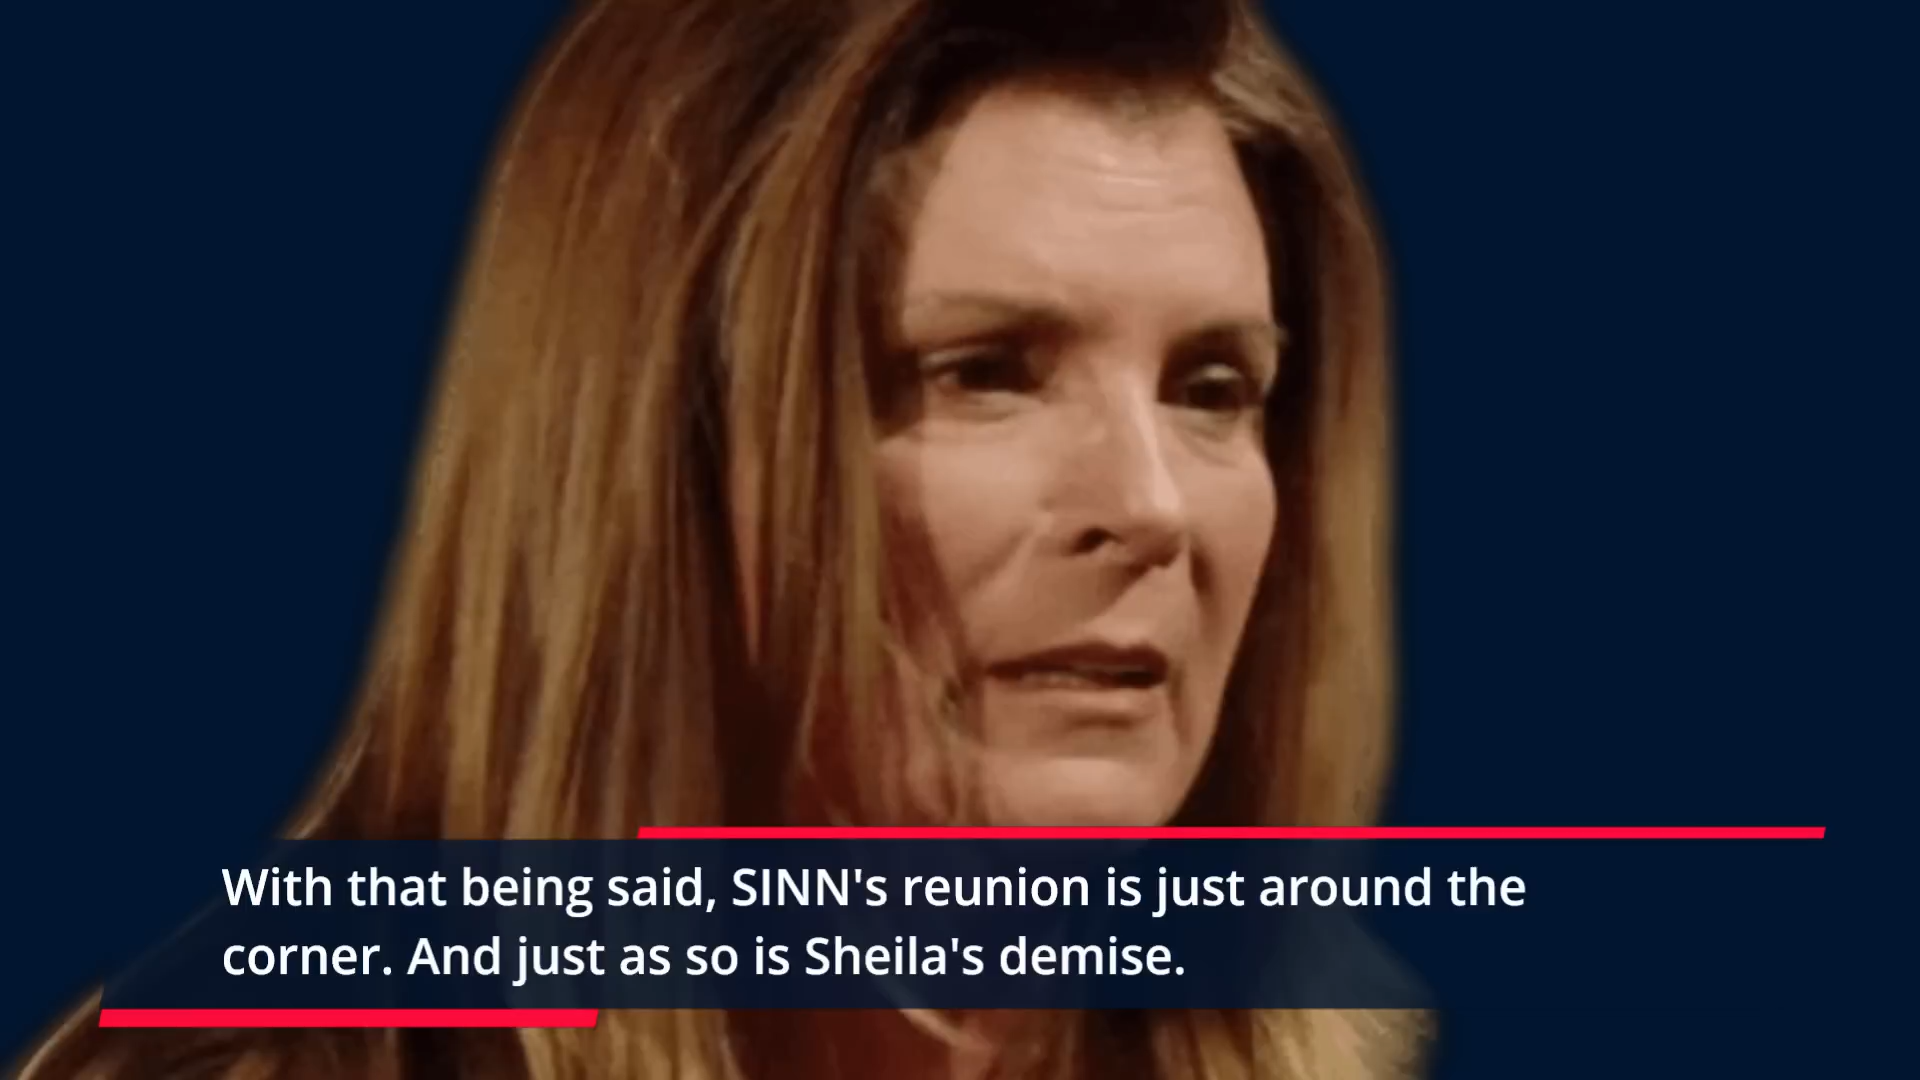 With that being said, SINN's reunion is just around the
corner. And just as so is Sheila's demise.